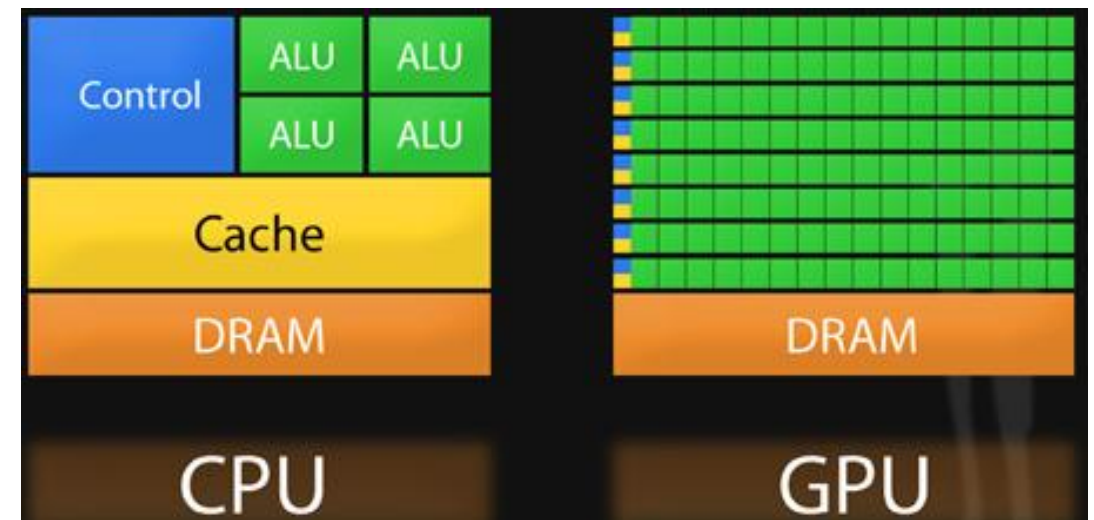 Control
ALU ALU
ALU ALU
Cache
DRAM
CPU
DRAM
GPU